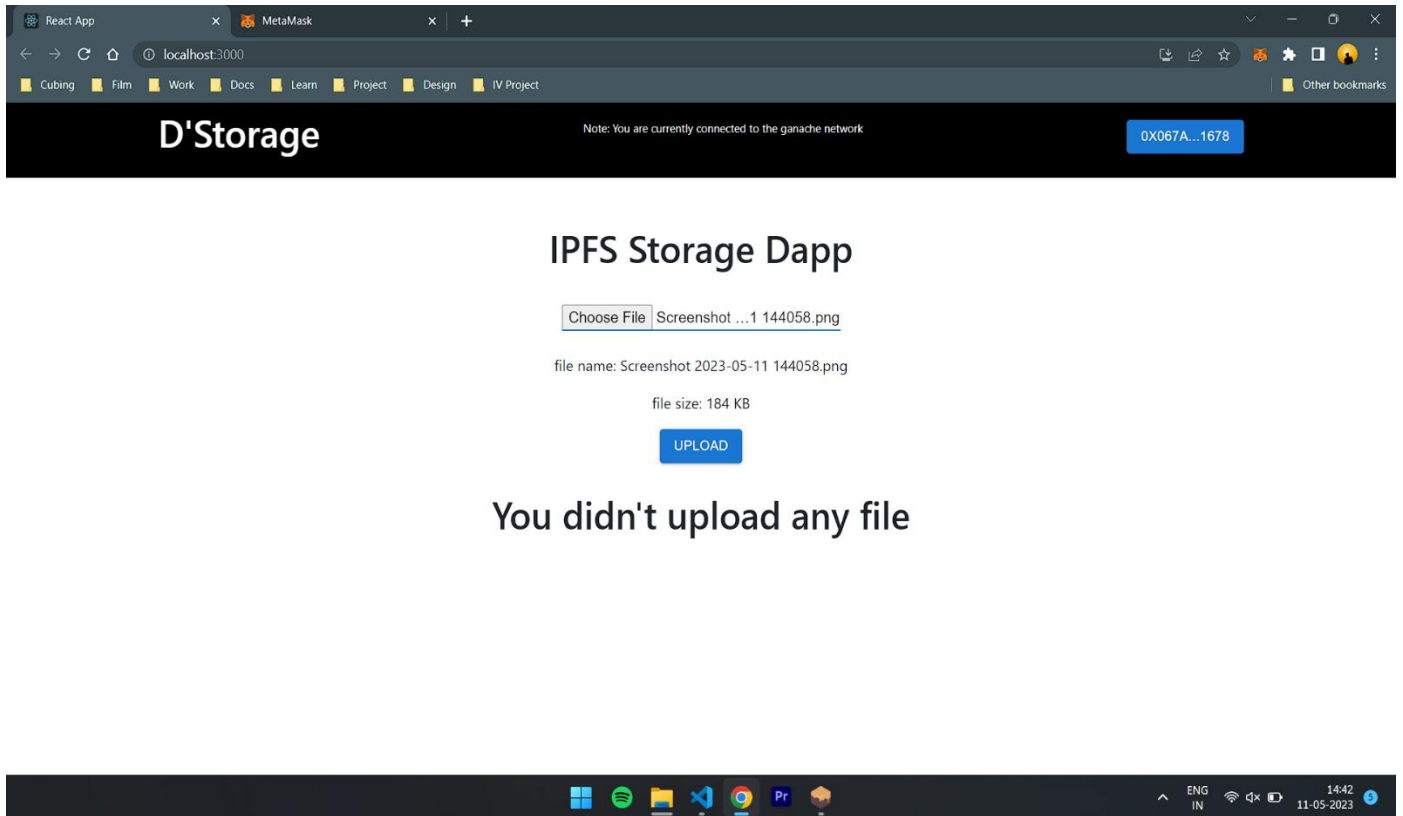 React App
MetaMask
localhost:3000
Cubing Film Work Docs Learn Project Design IV Project Other bookmarks
D'Storage
Note: You are currently connected to the ganache network
0X067A...1678
IPFS Storage Dapp
Choose File Screenshot ...1 144058.png
file name: Screenshot 2023-05-11 144058.png
file size: 184 KB
UPLOAD
You didn't upload any file
Pr
ENG
IN
14:42
11-05-2023
5